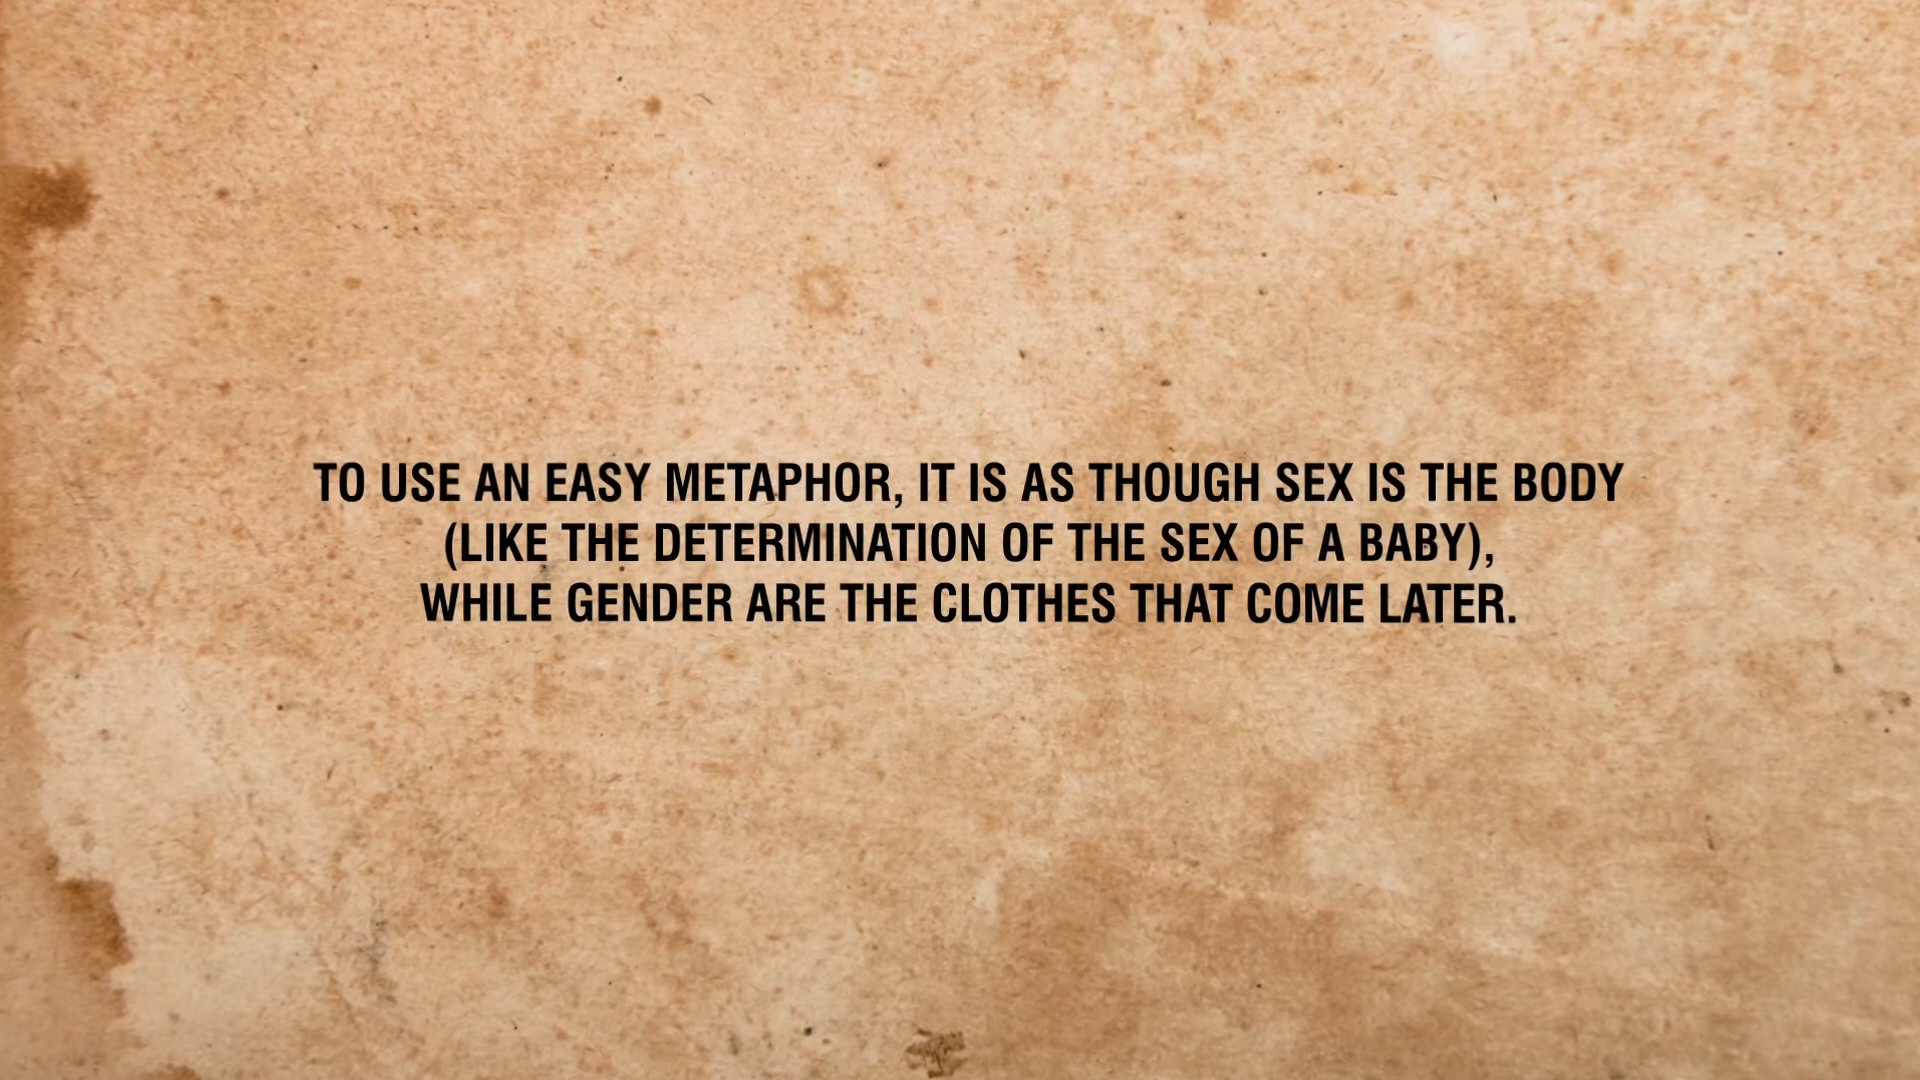 TO USE AN EASY METAPHOR, IT IS AS THOUGH SEX IS THE BODY
(LIKE THE DETERMINATION OF THE SEX OF A BABY),
WHILE GENDER ARE THE CLOTHES THAT COME LATER.